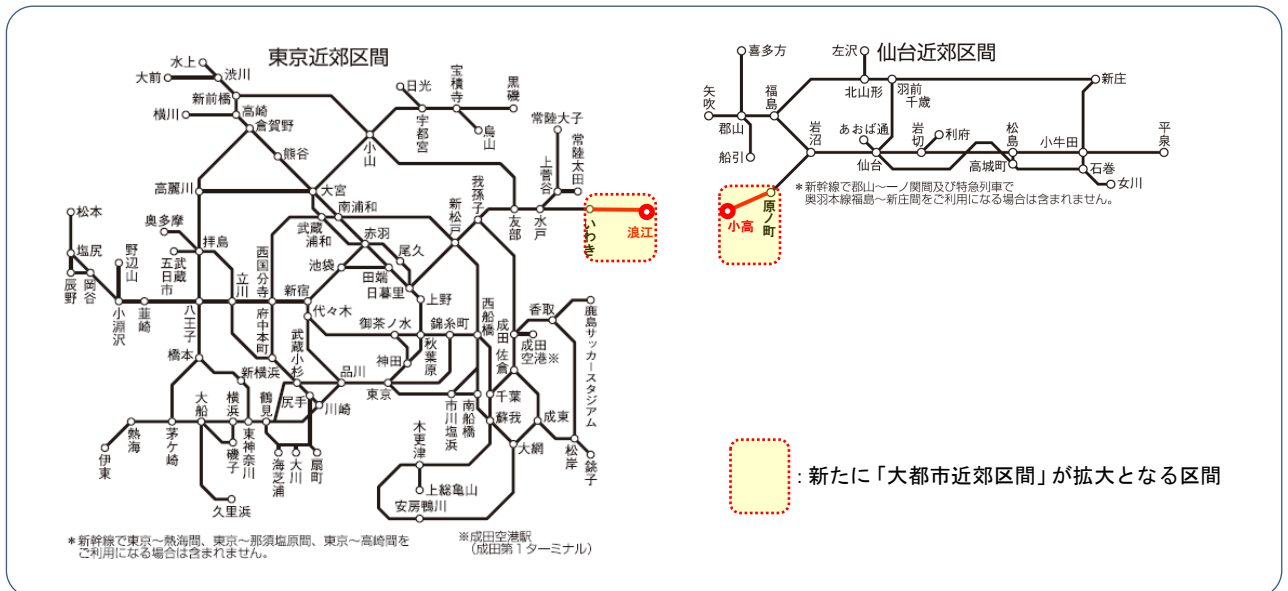 東京近郊区間
水上
大前
渋川
新前橋
横川
高崎
倉賀野
熊谷
高麗川
大宮
小山
日光
宇都宮
宝積寺
烏山
黒磯
常陸大子
常陸太田
上菅谷
水戸
友部
我孫子
新松戸
いわき
浪江
南浦和
武蔵浦和
赤羽
尾久
池袋
田端
日暮里
上野
松本
塩尻
辰野
岡谷
野辺山
小淵沢
韮崎
奥多摩
武蔵五日市
拝島
八王子
立川
西国分寺
府中本町
新宿
代々木
御茶ノ水
錦糸町
神田
秋葉原
西船橋
成田
佐倉
香取
成田空港※
鹿島サッカースタジアム
橋本
新横浜
武蔵小杉
品川
東京
市川塩浜
南船橋
千葉
蘇我
成東
大網
松岸
銚子
尻手
川崎
大船
横浜
鶴見
熱海
伊東
茅ケ崎
磯子
東神奈川
海芝浦
大川
扇町
久里浜
木更津
上総亀山
安房鴨川
*新幹線で東京~熱海間、東京~那須塩原間、東京~高崎間を
ご利用になる場合は含まれません。
※成田空港駅
(成田第1ターミナル)
仙台近郊区間
喜多方
左沢
新庄
矢吹
福島
北山形
羽前千歳
郡山
船引
岩沼
あおば通
仙台
岩切
利府
松島
高城町
小牛田
石巻
女川
平泉
原ノ町
小高
*新幹線で郡山~一ノ関間及び特急列車で
奥羽本線福島~新庄間をご利用になる場合は含まれません。
:新たに「大都市近郊区間」が拡大となる区間